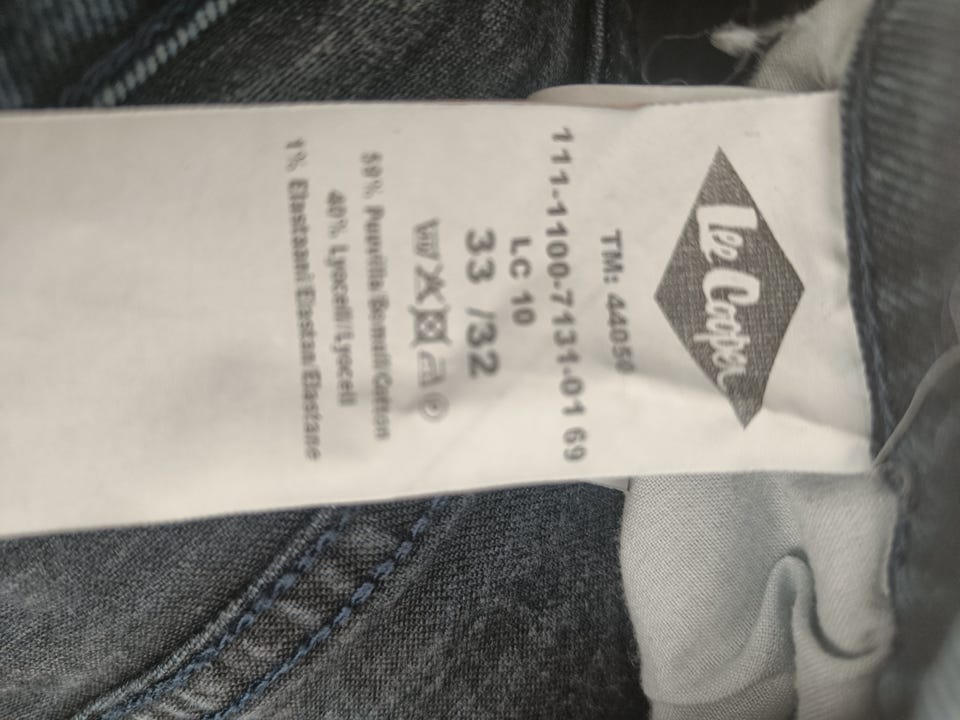 Lee Cooper
TM: 44050
111-1100-7131-01 69
LC 10
33 /32
59% Puuvilla/Bomull/Cotton
40% Lyocell/Lyocell
1% Elastaani/Elastan/Elastane